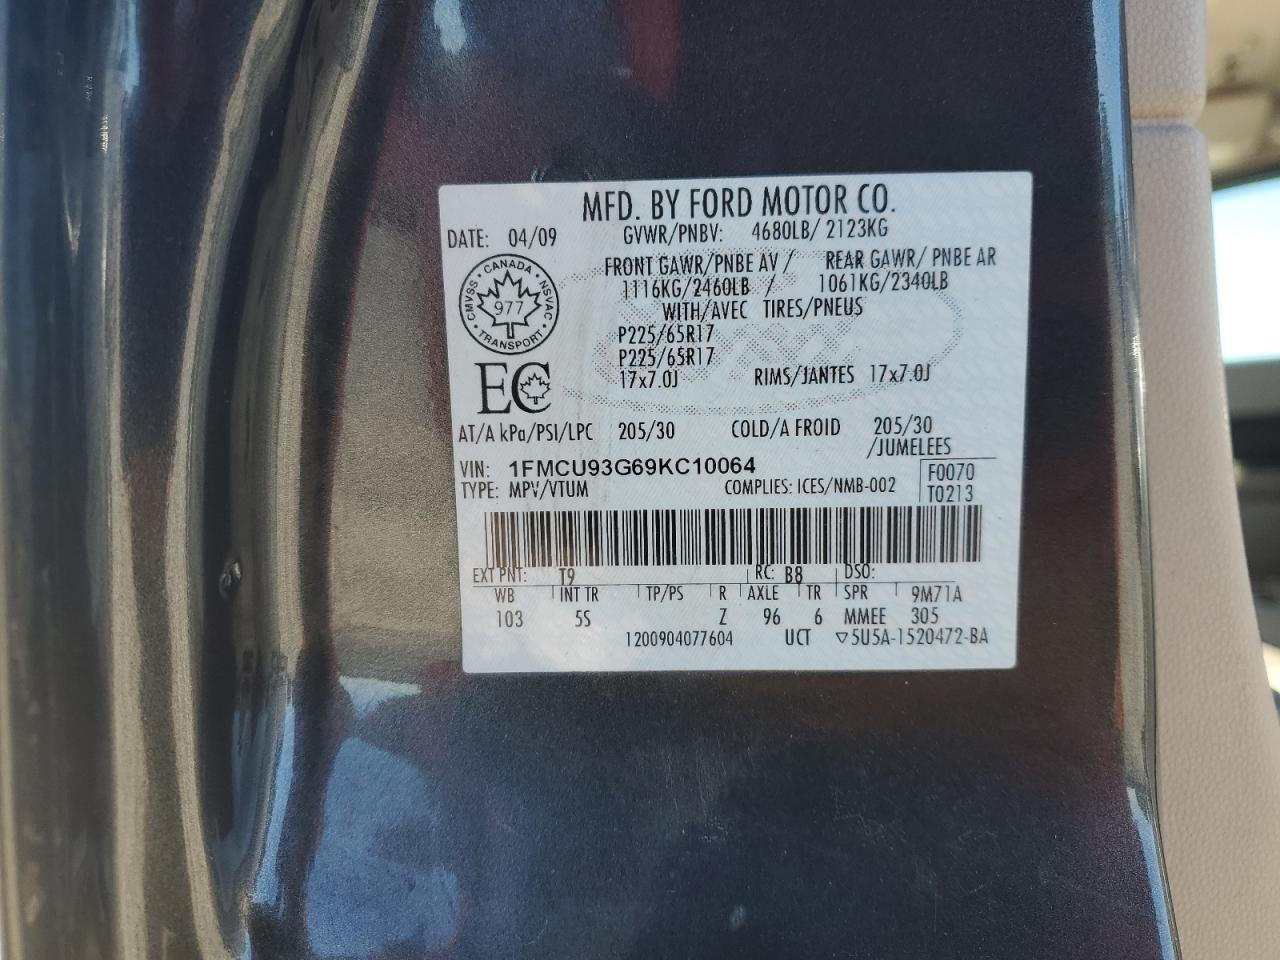 MFD. BY FORD MOTOR CO.
DATE: 04/09 GVWR/PNBV: 4680LB/ 2123KG
FRONT GAWR/PNBE AV / REAR GAWR/ PNBE AR
1116KG/2460LB / 1061KG/2340LB
WITH/AVEC TIRES/PNEUS
CANADA
CMVSS 977 NSVAC
TRANSPORT
P225/65R17
P225/65R17
EC 17x7.0J RIMS/JANTES 17x7.0J
AT/A kPa/PSI/LPC 205/30 COLD/A FROID 205/30
/JUMELEES
VIN: 1FMCU93G69KC10064 F0070
TYPE: MPV/VTUM COMPLIES: ICES/NMB-002 T0213
EXT PNT: T9 RC: B8 DSO:
WB INT TR TP/PS R AXLE TR SPR 9M71A
103 5S Z 96 6 MMEE 305
1200904077604 UCT ▽5U5A-1520472-BA